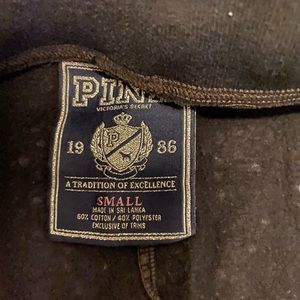 PINK
VICTORIA'S SECRET
P
19 86
A TRADITION OF EXCELLENCE
SMALL
MADE IN SRI LANKA
60% COTTON / 40% POLYESTER
EXCLUSIVE OF TRIMS